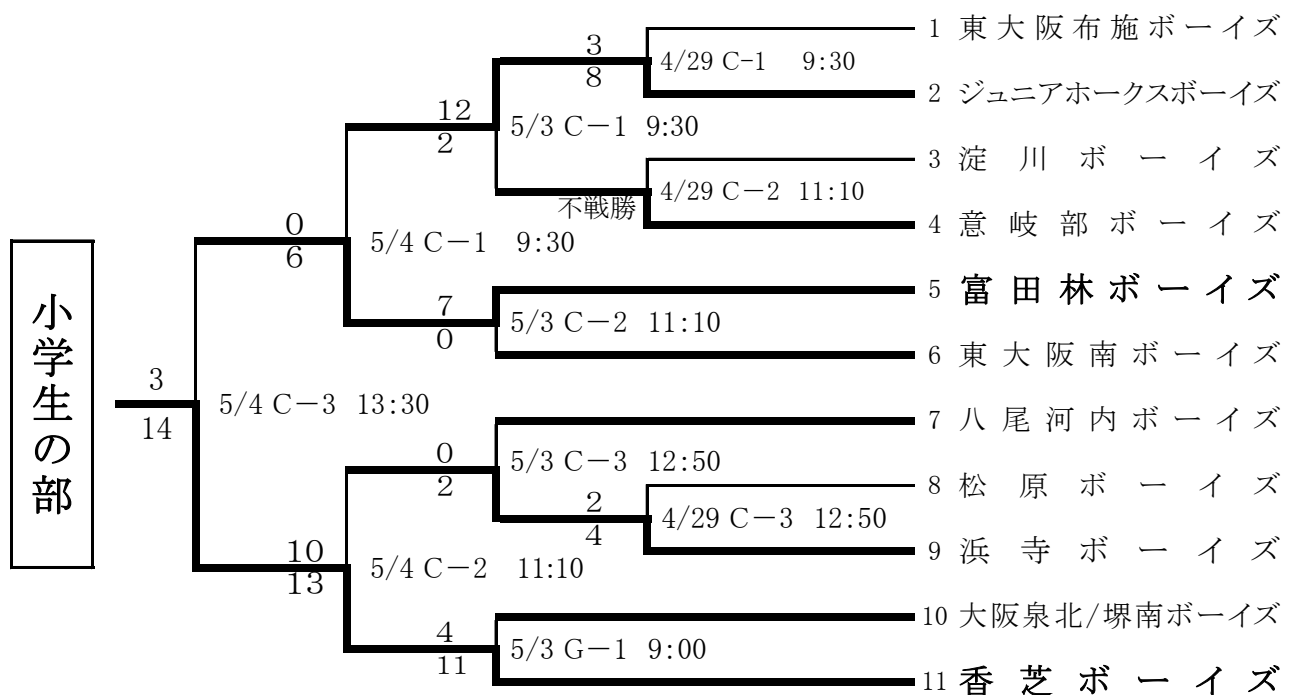 1 東大阪布施ボーイズ
3
8
4/29 C-1 9:30
2 ジュニアホークスボーイズ
12
2
5/3 C-1 9:30
3 淀川ボーイズ
4/29 C-2 11:10
不戦勝
4 意岐部ボーイズ
0
6
5/4 C-1 9:30
5 富田林ボーイズ
7
0
5/3 C-2 11:10
6 東大阪南ボーイズ
小学生の部
3
14
5/4 C-3 13:30
7 八尾河内ボーイズ
0
2
5/3 C-3 12:50
8 松原ボーイズ
2
4
4/29 C-3 12:50
9 浜寺ボーイズ
10
13
5/4 C-2 11:10
10 大阪泉北/堺南ボーイズ
4
11
5/3 G-1 9:00
11 香芝ボーイズ